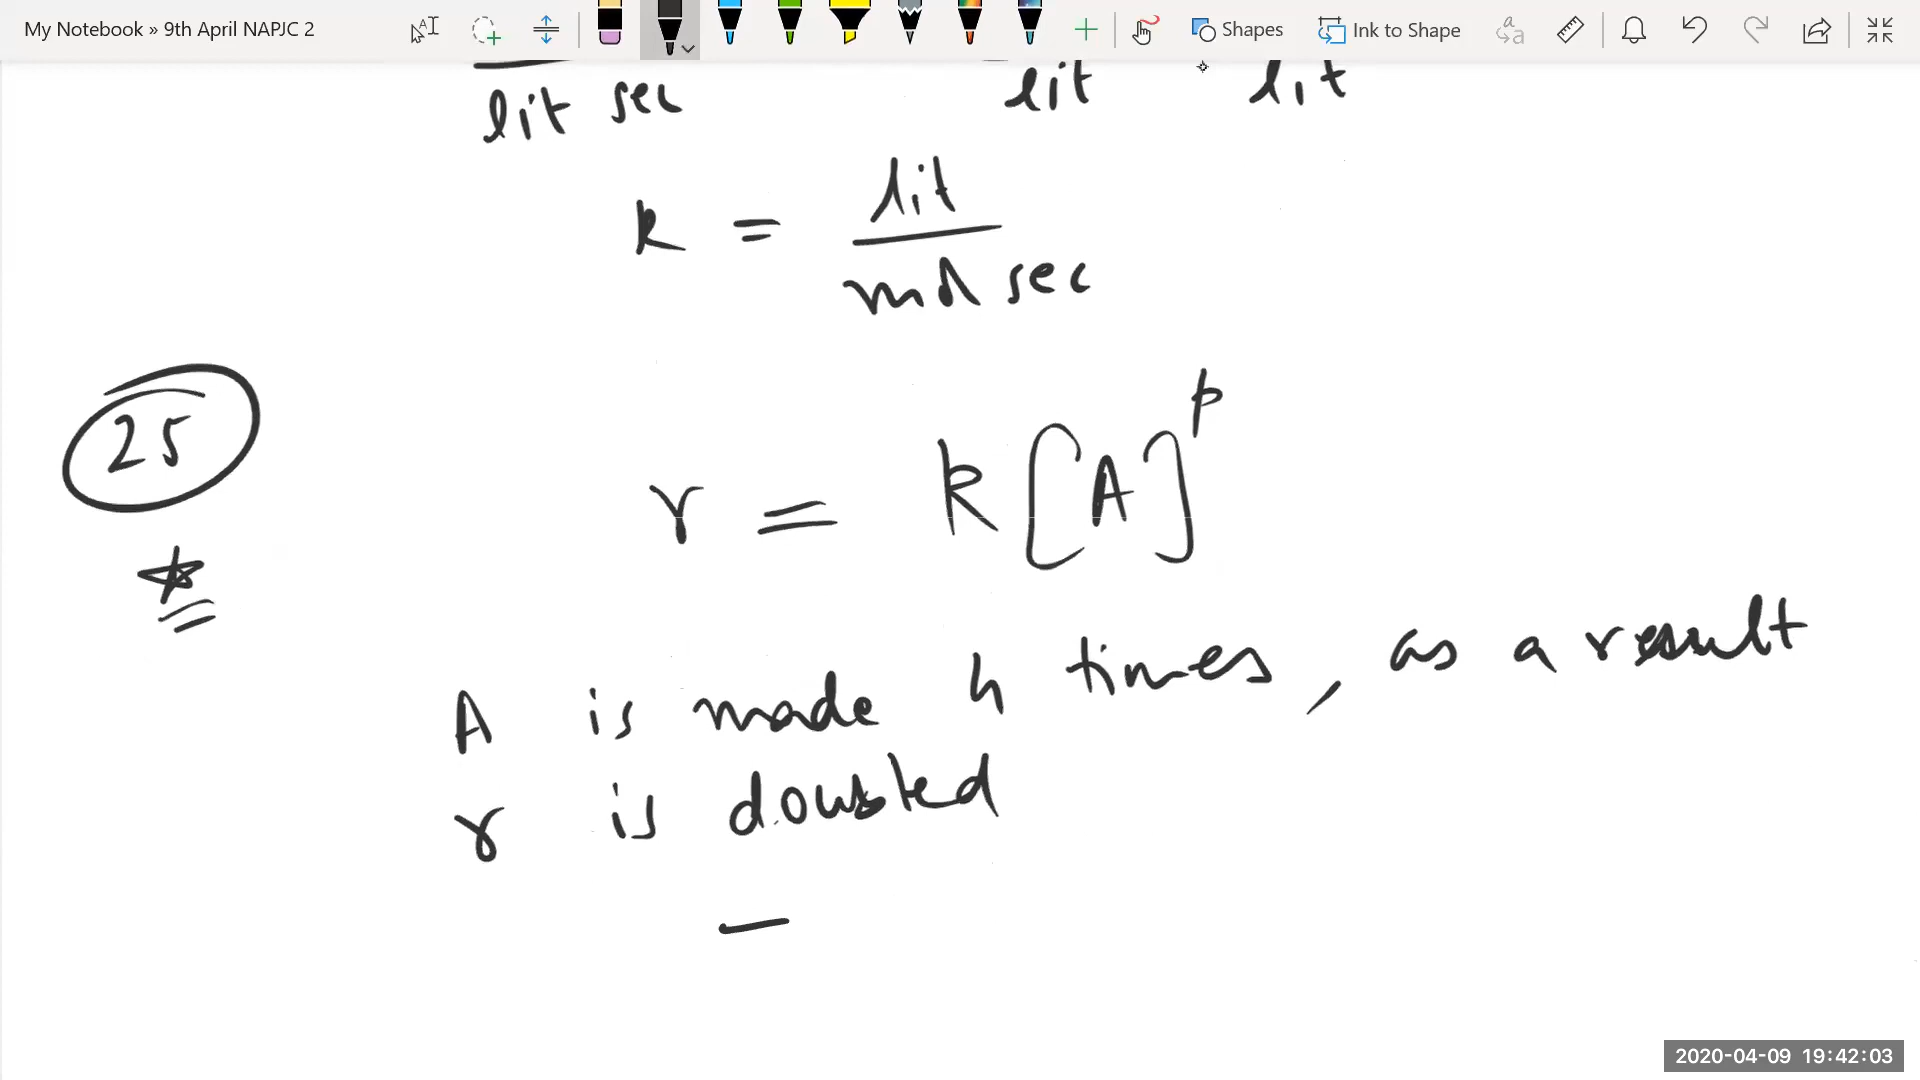 My Notebook » 9th April NAPJC 2
Shapes
Ink to Shape
lit sec
lit lit
k = lit
mol sec
25
r = k [A]^p
A is made 4 times, as a result
r is doubled
2020-04-09 19:42:03